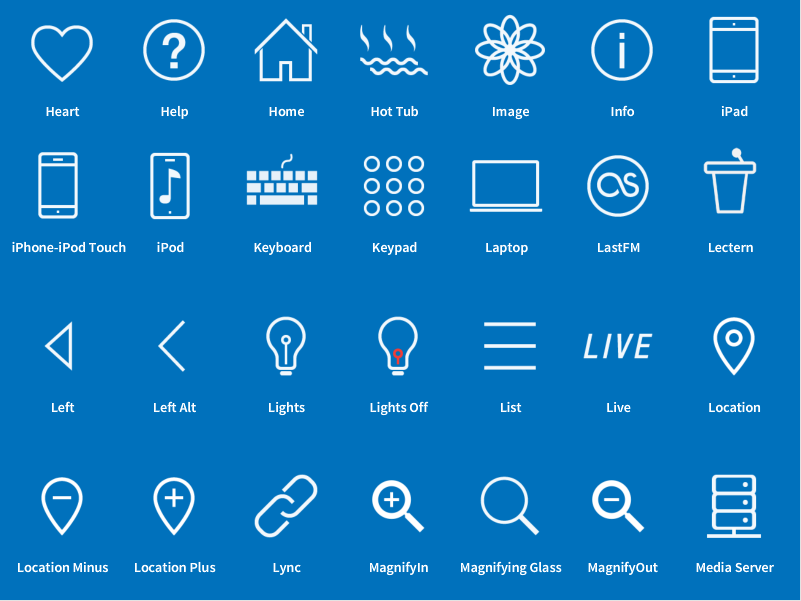 Heart Help Home Hot Tub Image Info iPad
iPhone-iPod Touch iPod Keyboard Keypad Laptop LastFM Lectern
LIVE
Left Left Alt Lights Lights Off List Live Location
Location Minus Location Plus Lync MagnifyIn Magnifying Glass MagnifyOut Media Server